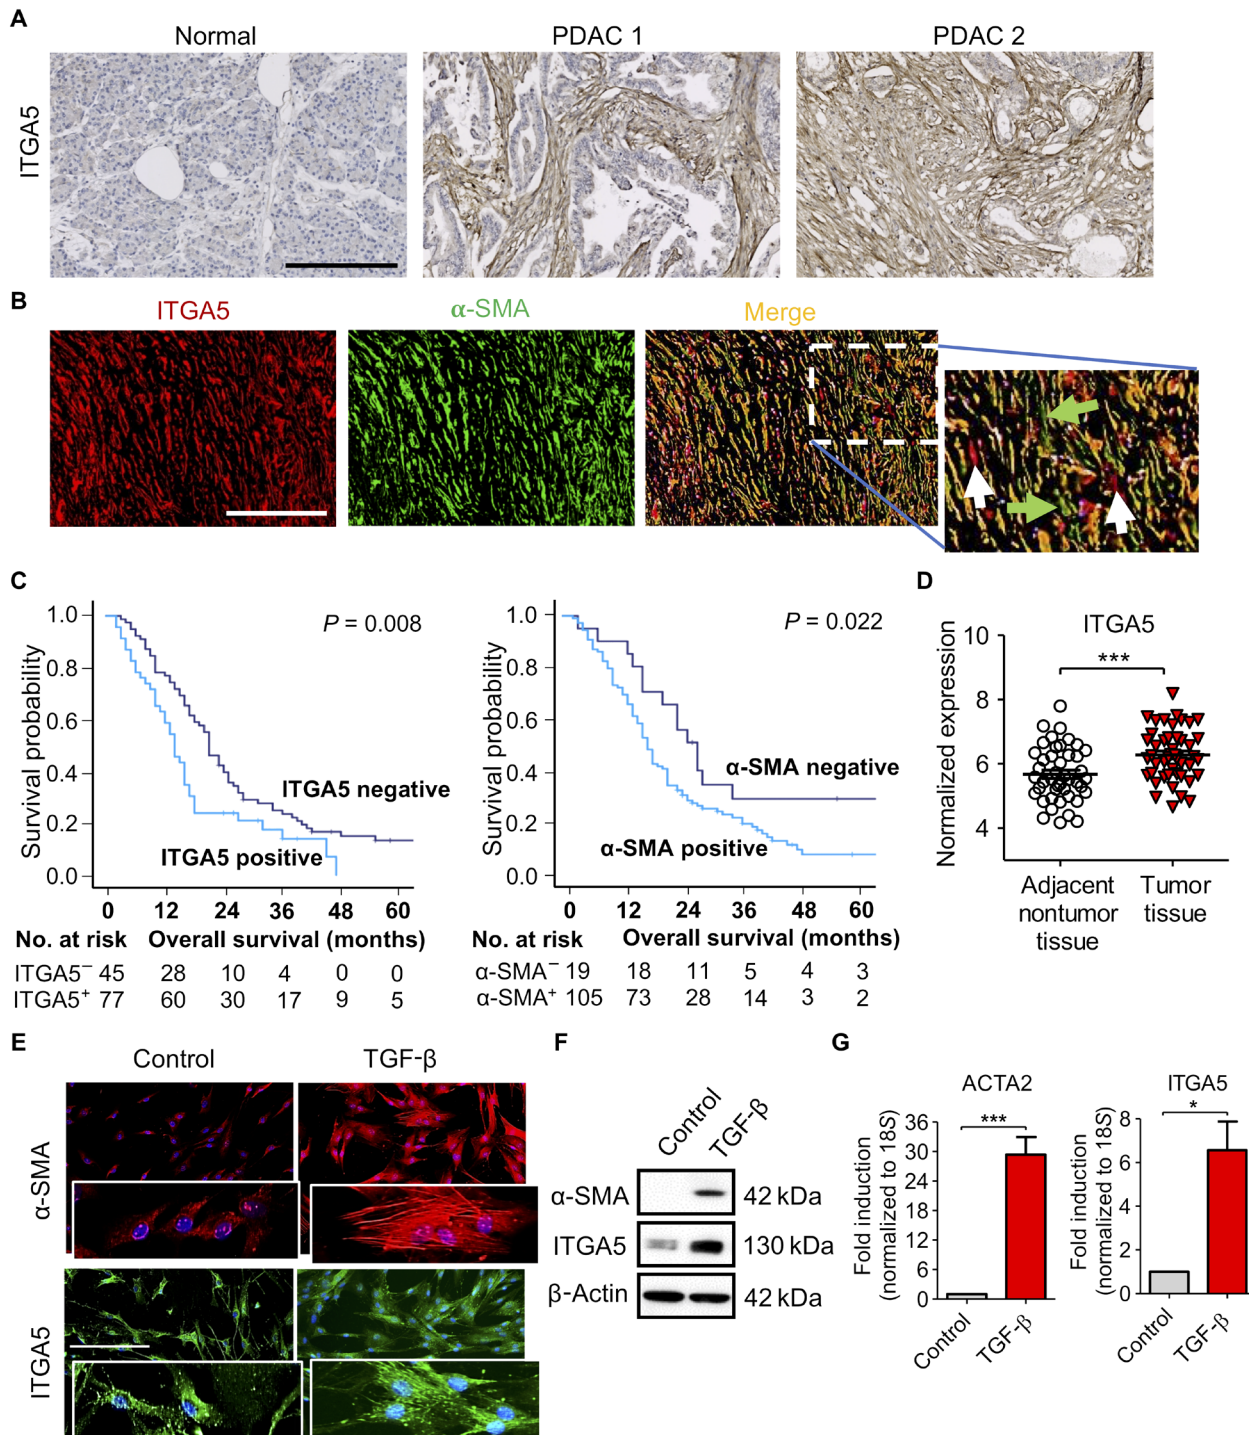 A
Normal PDAC 1 PDAC 2
ITGA5
B
ITGA5 α-SMA Merge
C
Survival probability
1.0
0.8
0.6
0.4
0.2
0.0
P = 0.008
ITGA5 negative
ITGA5 positive
0 12 24 36 48 60
No. at risk Overall survival (months)
ITGA5− 45 28 10 4 0 0
ITGA5+ 77 60 30 17 9 5
Survival probability
1.0
0.8
0.6
0.4
0.2
0.0
P = 0.022
α-SMA negative
α-SMA positive
0 12 24 36 48 60
No. at risk Overall survival (months)
α-SMA− 19 18 11 5 4 3
α-SMA+ 105 73 28 14 3 2
D
ITGA5
***
Normalized expression
10
8
6
4
Adjacent
nontumor
tissue
Tumor
tissue
E
Control TGF-β
α-SMA
ITGA5
F
Control TGF-β
α-SMA 42 kDa
ITGA5 130 kDa
β-Actin 42 kDa
G
ACTA2
***
Fold induction
(normalized to 18S)
36
30
24
18
12
6
0
Control TGF-β
ITGA5
*
Fold induction
(normalized to 18S)
8
6
4
2
0
Control TGF-β